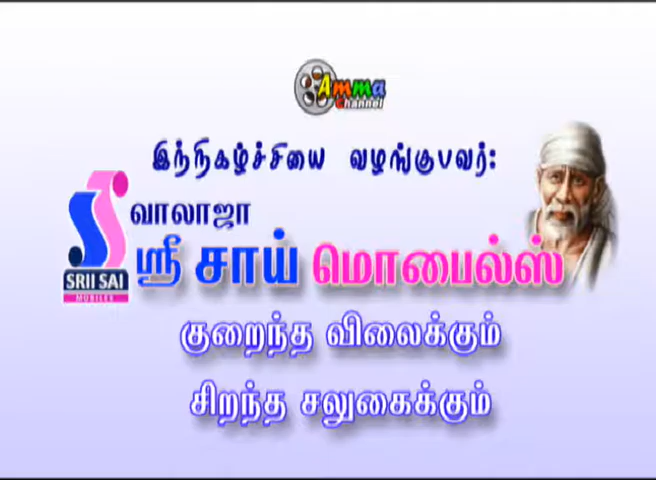 Amma
Channel
இந்நிகழ்ச்சியை வழங்குபவர்:
வாலாஜா
ஸ்ரீ சாய் மொபைல்ஸ்
SRII SAI
MOBILES
குறைந்த விலைக்கும்
சிறந்த சலுகைக்கும்